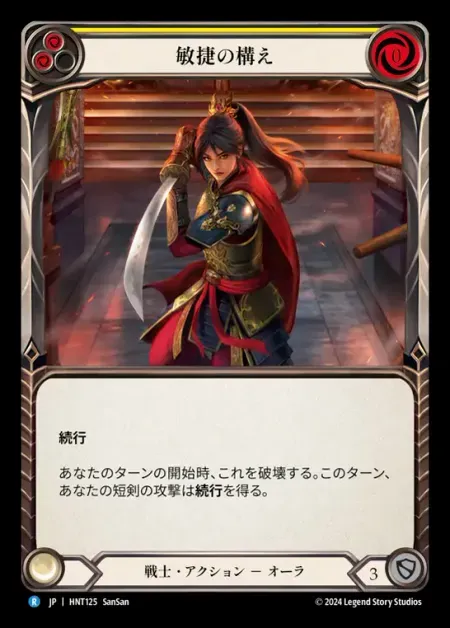 敏捷の構え
0
続行
あなたのターンの開始時、これを破壊する。このターン、
あなたの短剣の攻撃は続行を得る。
戦士・アクション － オーラ
3
R JP | HNT125 SanSan
© 2024 Legend Story Studios